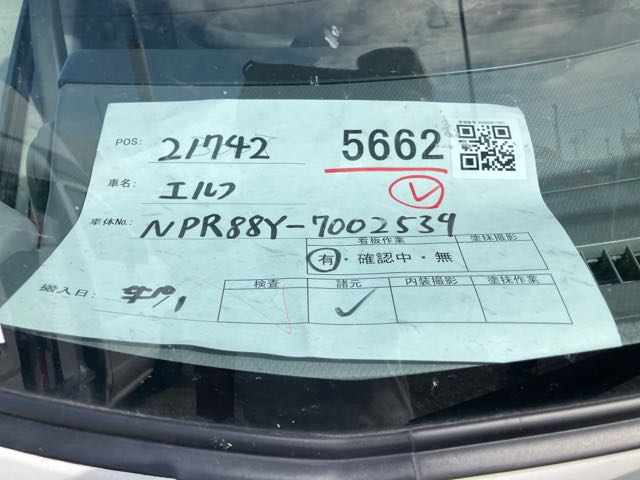 POS: 21742
5662
車名: エルフ
車体No.: NPR88Y-7002534
看板作業 塗抹撮影
有・確認中・無
搬入日:
検査 諸元 内装撮影 塗抹作業